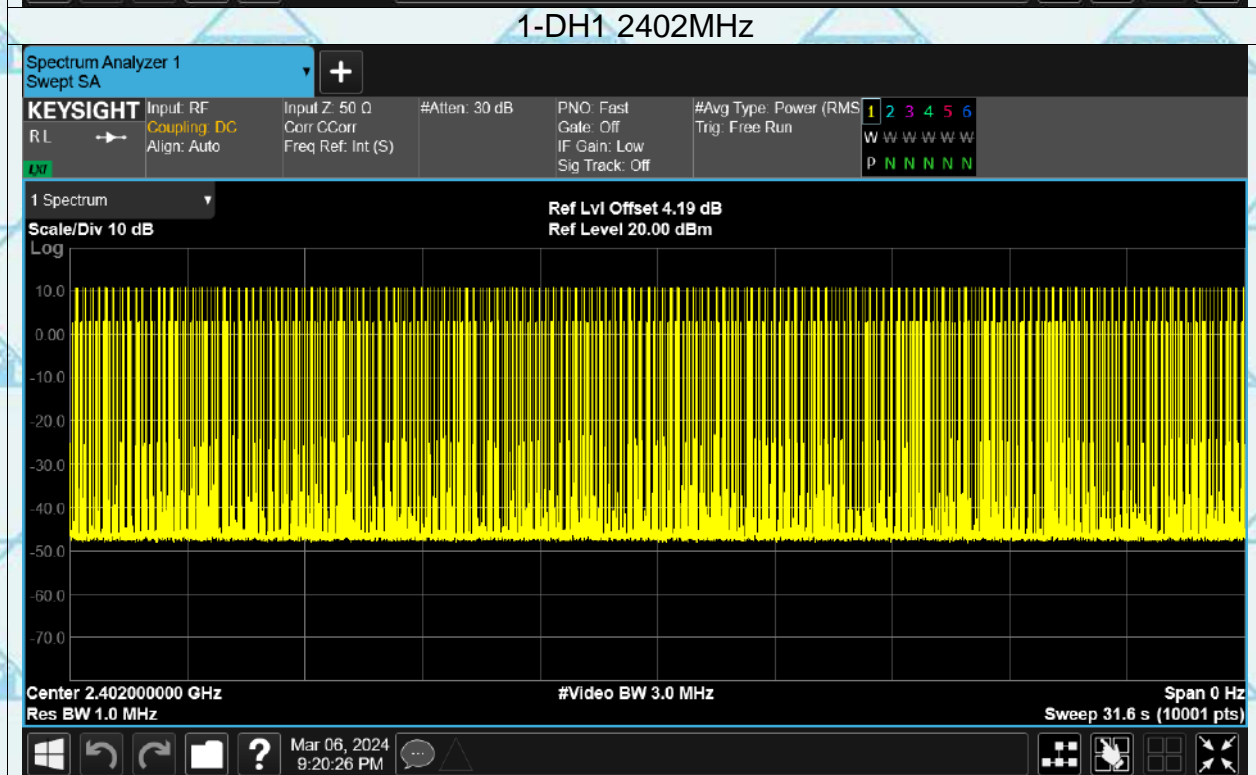 1-DH1 2402MHz
Spectrum Analyzer 1
Swept SA
+
KEYSIGHT Input: RF Input Z: 50 Ω #Atten: 30 dB PNO: Fast #Avg Type: Power (RMS 1 2 3 4 5 6
RL Coupling: DC Corr CCorr Gate: Off Trig: Free Run W W W W W W
Align: Auto Freq Ref: Int (S) IF Gain: Low P N N N N N
LXI Sig Track: Off
1 Spectrum Ref Lvl Offset 4.19 dB
Scale/Div 10 dB Ref Level 20.00 dBm
Log
10.0
0.00
-10.0
-20.0
-30.0
-40.0
-50.0
-60.0
-70.0
Center 2.402000000 GHz #Video BW 3.0 MHz Span 0 Hz
Res BW 1.0 MHz Sweep 31.6 s (10001 pts)
? Mar 06, 2024
9:20:26 PM